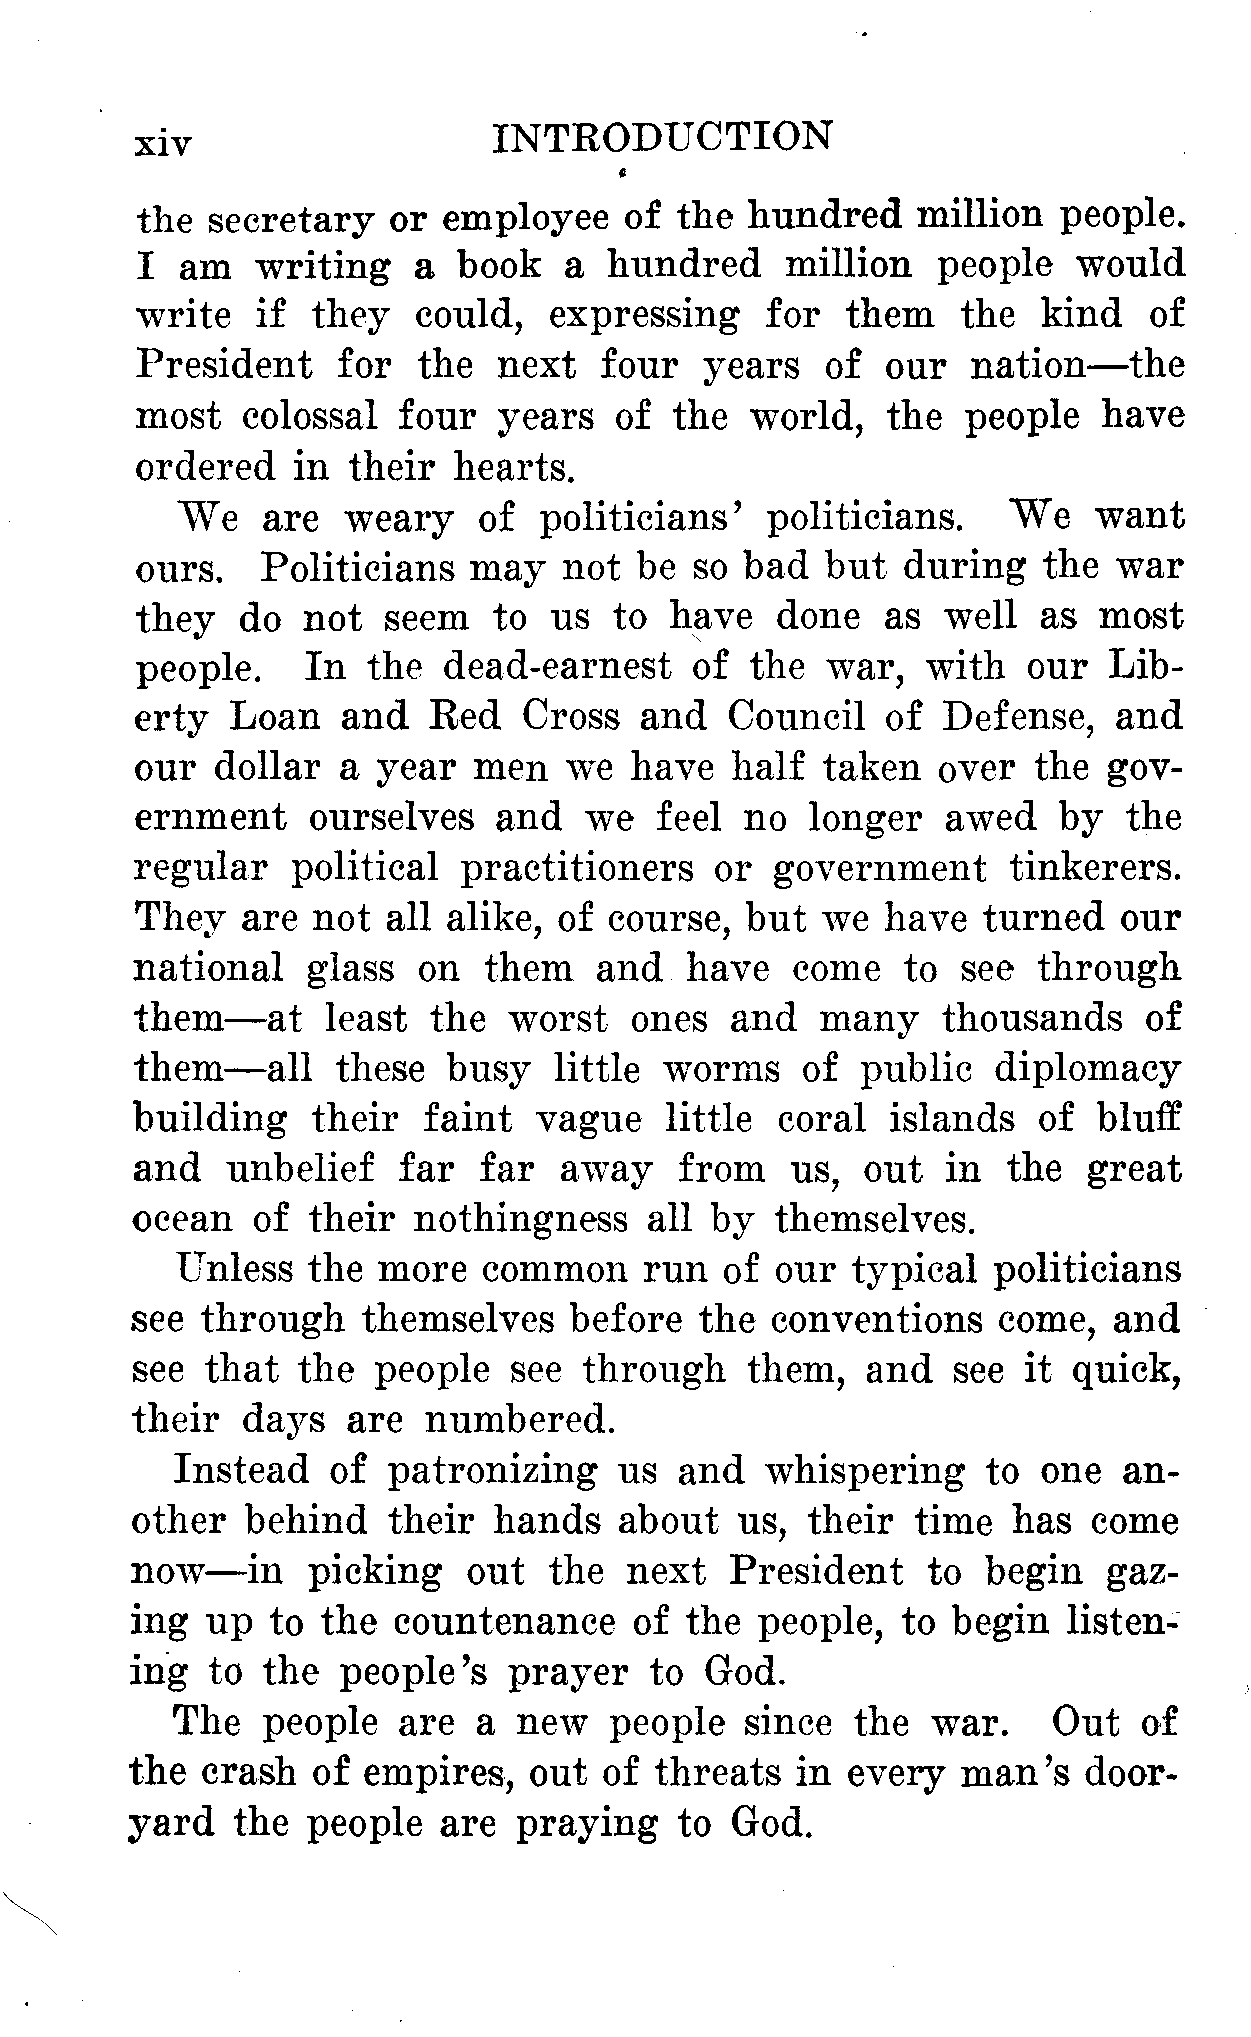 xiv INTRODUCTION
the secretary or employee of the hundred million people.
I am writing a book a hundred million people would
write if they could, expressing for them the kind of
President for the next four years of our nation—the
most colossal four years of the world, the people have
ordered in their hearts.
We are weary of politicians' politicians. We want
ours. Politicians may not be so bad but during the war
they do not seem to us to have done as well as most
people. In the dead-earnest of the war, with our Lib-
erty Loan and Red Cross and Council of Defense, and
our dollar a year men we have half taken over the gov-
ernment ourselves and we feel no longer awed by the
regular political practitioners or government tinkerers.
They are not all alike, of course, but we have turned our
national glass on them and have come to see through
them—at least the worst ones and many thousands of
them—all these busy little worms of public diplomacy
building their faint vague little coral islands of bluff
and unbelief far far away from us, out in the great
ocean of their nothingness all by themselves.
Unless the more common run of our typical politicians
see through themselves before the conventions come, and
see that the people see through them, and see it quick,
their days are numbered.
Instead of patronizing us and whispering to one an-
other behind their hands about us, their time has come
now—in picking out the next President to begin gaz-
ing up to the countenance of the people, to begin listen-
ing to the people's prayer to God.
The people are a new people since the war. Out of
the crash of empires, out of threats in every man's door-
yard the people are praying to God.